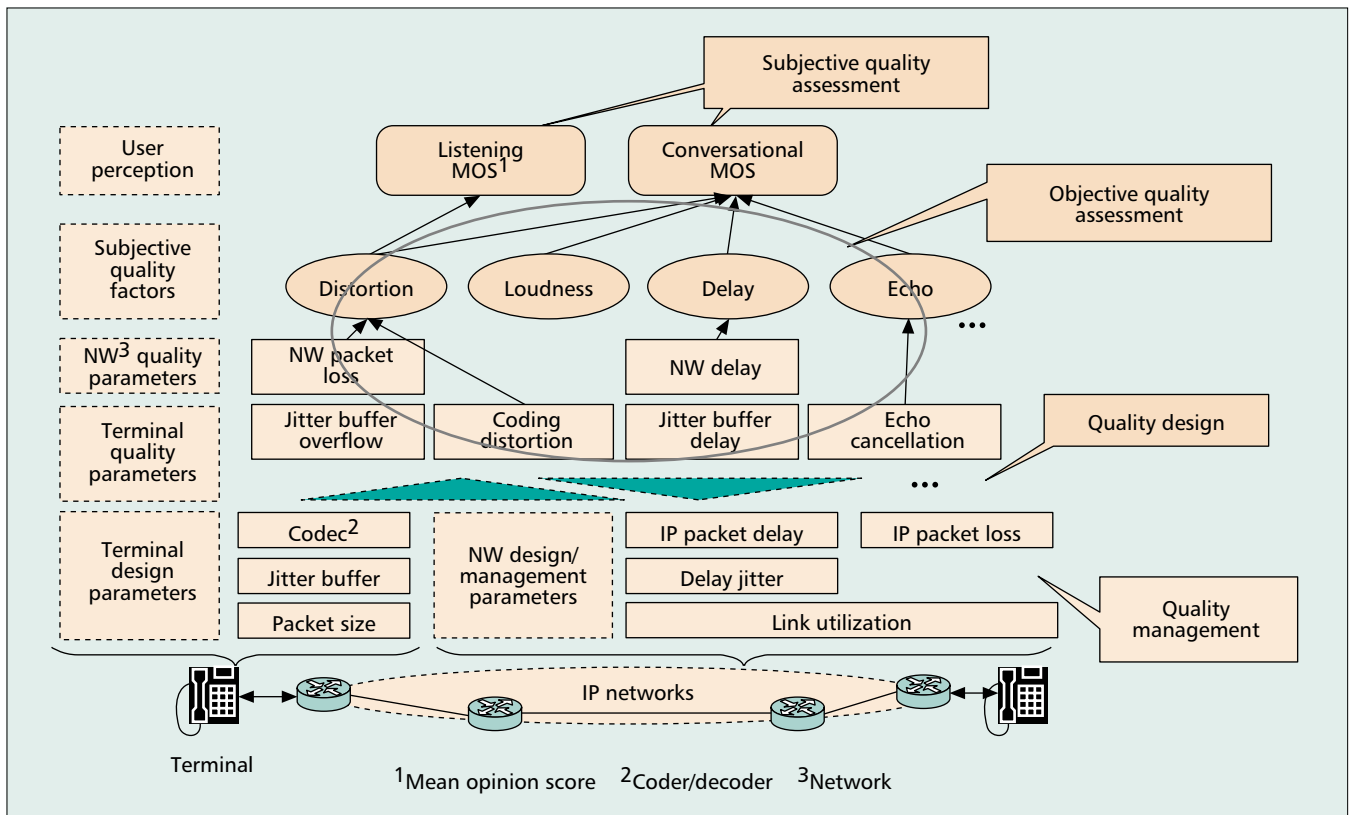 Subjective quality
assessment
User
perception
Listening
MOS1
Conversational
MOS
Objective quality
assessment
Subjective
quality
factors
Distortion
Loudness
Delay
Echo
...
NW3 quality
parameters
NW packet
loss
NW delay
Terminal
quality
parameters
Jitter buffer
overflow
Coding
distortion
Jitter buffer
delay
Echo
cancellation
Quality design
...
Terminal
design
parameters
Codec2
Jitter buffer
Packet size
NW design/
management
parameters
IP packet delay
IP packet loss
Delay jitter
Link utilization
Quality
management
IP networks
Terminal
1Mean opinion score 2Coder/decoder 3Network